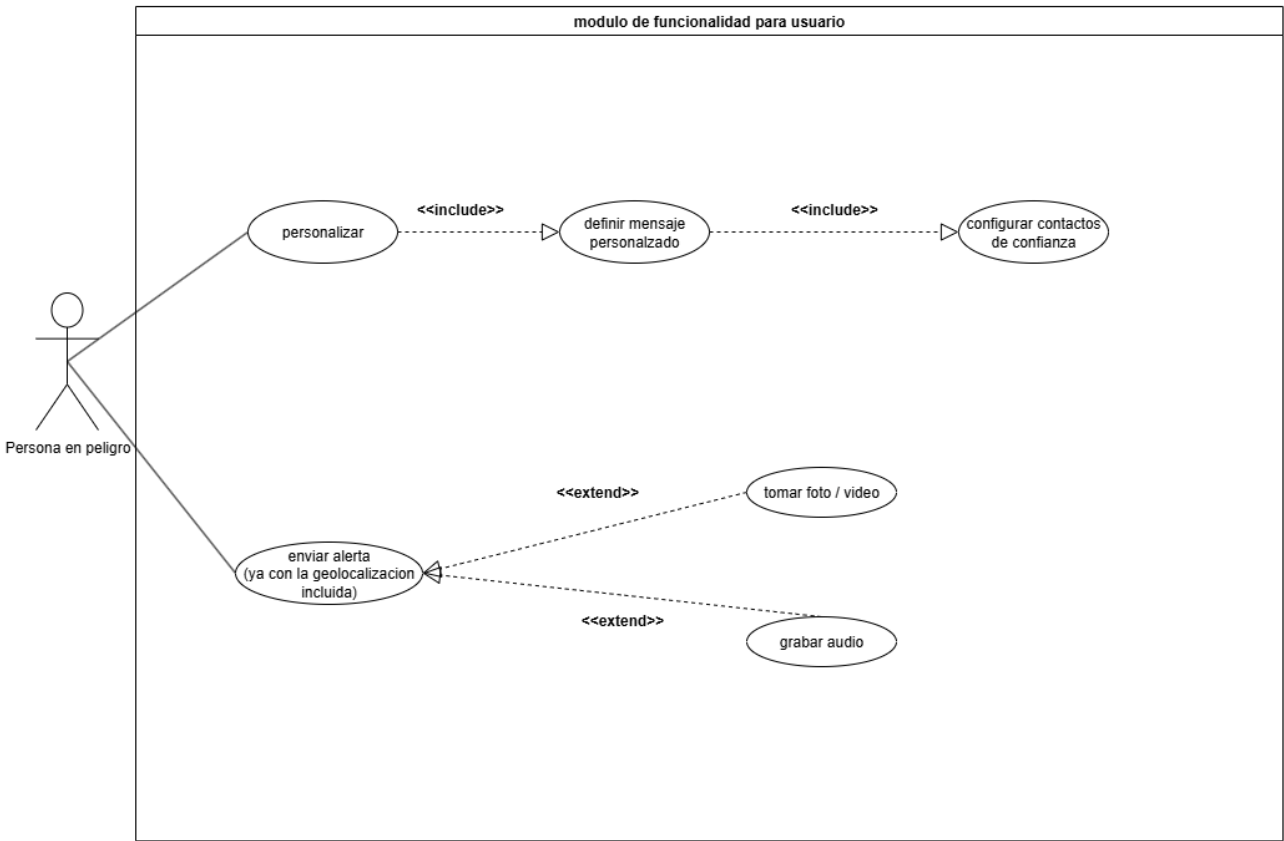 modulo de funcionalidad para usuario
<<include>>
<<include>>
personalizar
definir mensaje
personalzado
configurar contactos
de confianza
Persona en peligro
<<extend>>
tomar foto / video
enviar alerta
(ya con la geolocalizacion
incluida)
<<extend>>
grabar audio